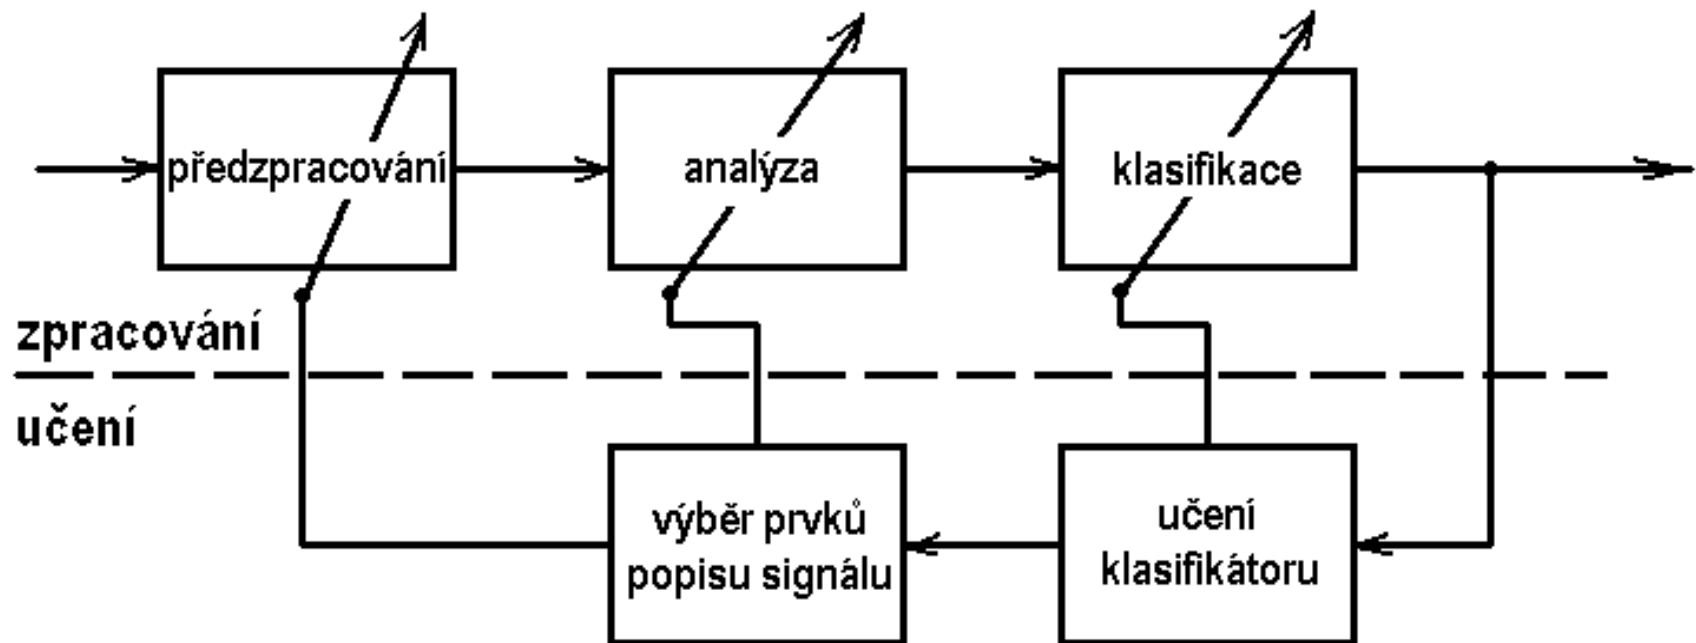 předzpracování
analýza
klasifikace
zpracování
učení
výběr prvků
popisu signálu
učení
klasifikátoru